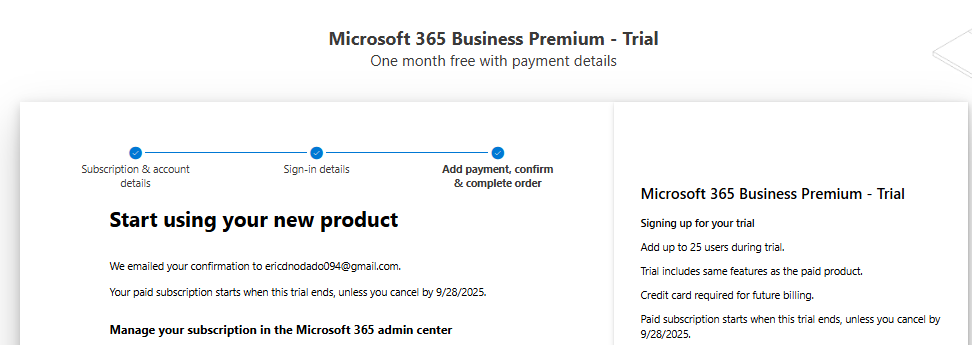 Microsoft 365 Business Premium - Trial
One month free with payment details
Subscription & account
details
Sign-in details
Add payment, confirm
& complete order
Start using your new product
We emailed your confirmation to ericdnodado094@gmail.com.
Your paid subscription starts when this trial ends, unless you cancel by 9/28/2025.
Manage your subscription in the Microsoft 365 admin center
Microsoft 365 Business Premium - Trial
Signing up for your trial
Add up to 25 users during trial.
Trial includes same features as the paid product.
Credit card required for future billing.
Paid subscription starts when this trial ends, unless you cancel by
9/28/2025.